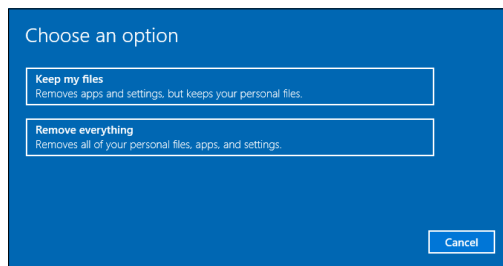 Choose an option
Keep my files
Removes apps and settings, but keeps your personal files.
Remove everything
Removes all of your personal files, apps, and settings.
Cancel